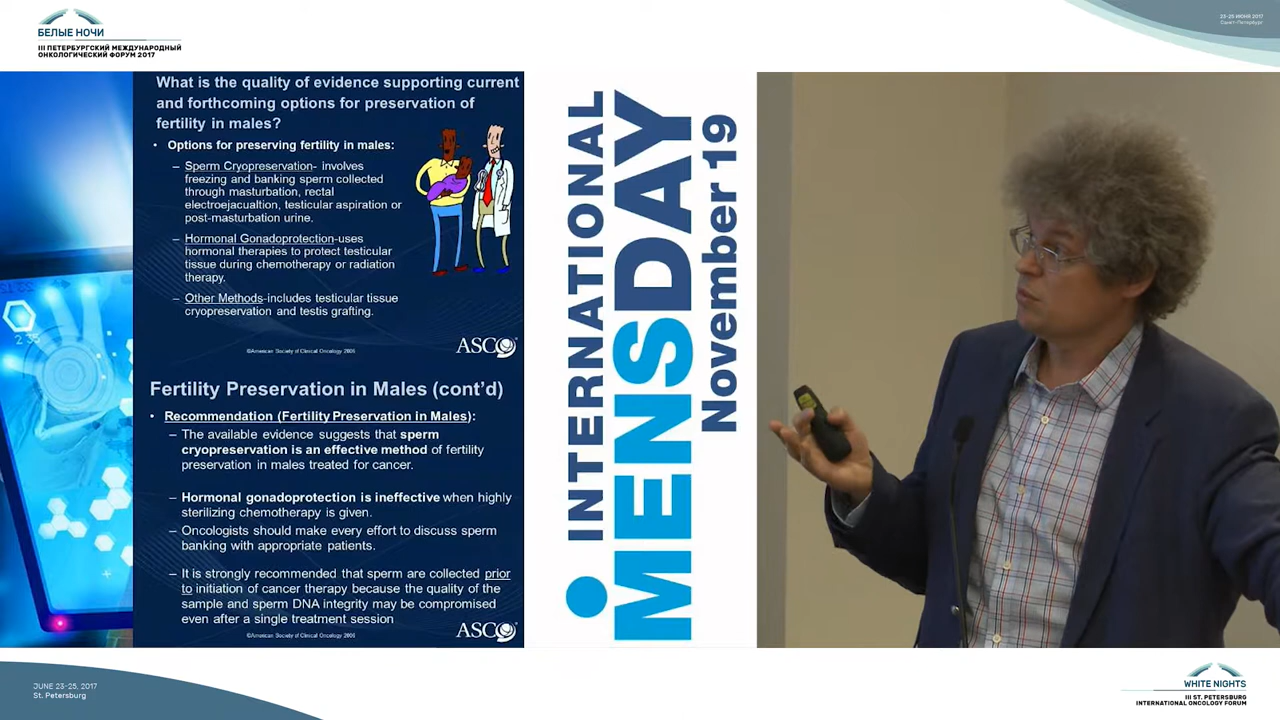 БЕЛЫЕ НОЧИ
III ПЕТЕРБУРГСКИЙ МЕЖДУНАРОДНЫЙ
ОНКОЛОГИЧЕСКИЙ ФОРУМ 2017
23-25 ИЮНЯ 2017
Санкт-Петербург
What is the quality of evidence supporting current
and forthcoming options for preservation of
fertility in males?
• Options for preserving fertility in males:
– Sperm Cryopreservation- involves
freezing and banking sperm collected
through masturbation, rectal
electroejacualtion, testicular aspiration or
post-masturbation urine.
– Hormonal Gonadoprotection-uses
hormonal therapies to protect testicular
tissue during chemotherapy or radiation
therapy.
– Other Methods-includes testicular tissue
cryopreservation and testis grafting.
©American Society of Clinical Oncology 2006
ASCO
Fertility Preservation in Males (cont'd)
• Recommendation (Fertility Preservation in Males):
– The available evidence suggests that sperm
cryopreservation is an effective method of fertility
preservation in males treated for cancer.
– Hormonal gonadoprotection is ineffective when highly
sterilizing chemotherapy is given.
– Oncologists should make every effort to discuss sperm
banking with appropriate patients.
– It is strongly recommended that sperm are collected prior
to initiation of cancer therapy because the quality of the
sample and sperm DNA integrity may be compromised
even after a single treatment session
©American Society of Clinical Oncology 2006
ASCO
INTERNATIONAL
MENSDAY
November 19
JUNE 23-25, 2017
St. Petersburg
WHITE NIGHTS
III ST. PETERSBURG
INTERNATIONAL ONCOLOGY FORUM